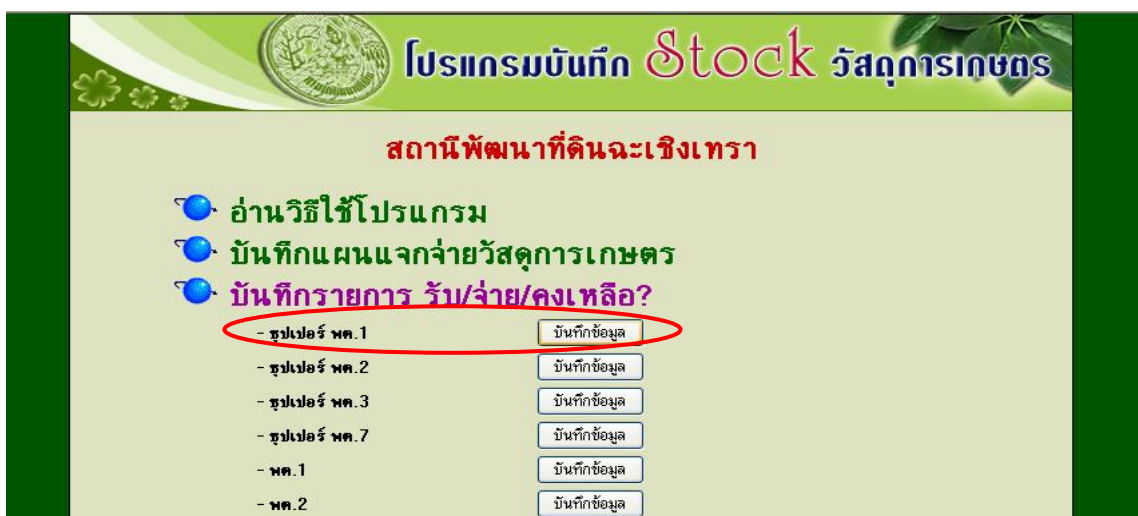 โปรแกรมบันทึก Stock วัสดุการเกษตร
สถานีพัฒนาที่ดินฉะเชิงเทรา
อ่านวิธีใช้โปรแกรม
บันทึกแผนแจกจ่ายวัสดุการเกษตร
บันทึกรายการ รับ/จ่าย/คงเหลือ?
- ซุปเปอร์ พด.1 บันทึกข้อมูล
- ซุปเปอร์ พด.2 บันทึกข้อมูล
- ซุปเปอร์ พด.3 บันทึกข้อมูล
- ซุปเปอร์ พด.7 บันทึกข้อมูล
- พด.1 บันทึกข้อมูล
- พด.2 บันทึกข้อมูล